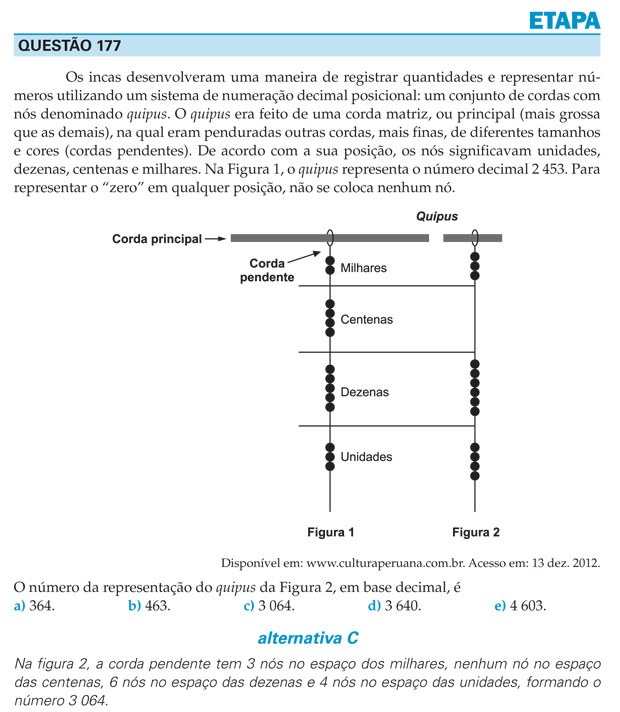 ETAPA
QUESTÃO 177
Os incas desenvolveram uma maneira de registrar quantidades e representar nú-
meros utilizando um sistema de numeração decimal posicional: um conjunto de cordas com
nós denominado quipus. O quipus era feito de uma corda matriz, ou principal (mais grossa
que as demais), na qual eram penduradas outras cordas, mais finas, de diferentes tamanhos
e cores (cordas pendentes). De acordo com a sua posição, os nós significavam unidades,
dezenas, centenas e milhares. Na Figura 1, o quipus representa o número decimal 2 453. Para
representar o “zero” em qualquer posição, não se coloca nenhum nó.
Quipus
Corda principal
Corda
pendente
Milhares
Centenas
Dezenas
Unidades
Figura 1
Figura 2
Disponível em: www.culturaperuana.com.br. Acesso em: 13 dez. 2012.
O número da representação do quipus da Figura 2, em base decimal, é
a) 364. b) 463. c) 3 064. d) 3 640. e) 4 603.
alternativa C
Na figura 2, a corda pendente tem 3 nós no espaço dos milhares, nenhum nó no espaço
das centenas, 6 nós no espaço das dezenas e 4 nós no espaço das unidades, formando o
número 3 064.